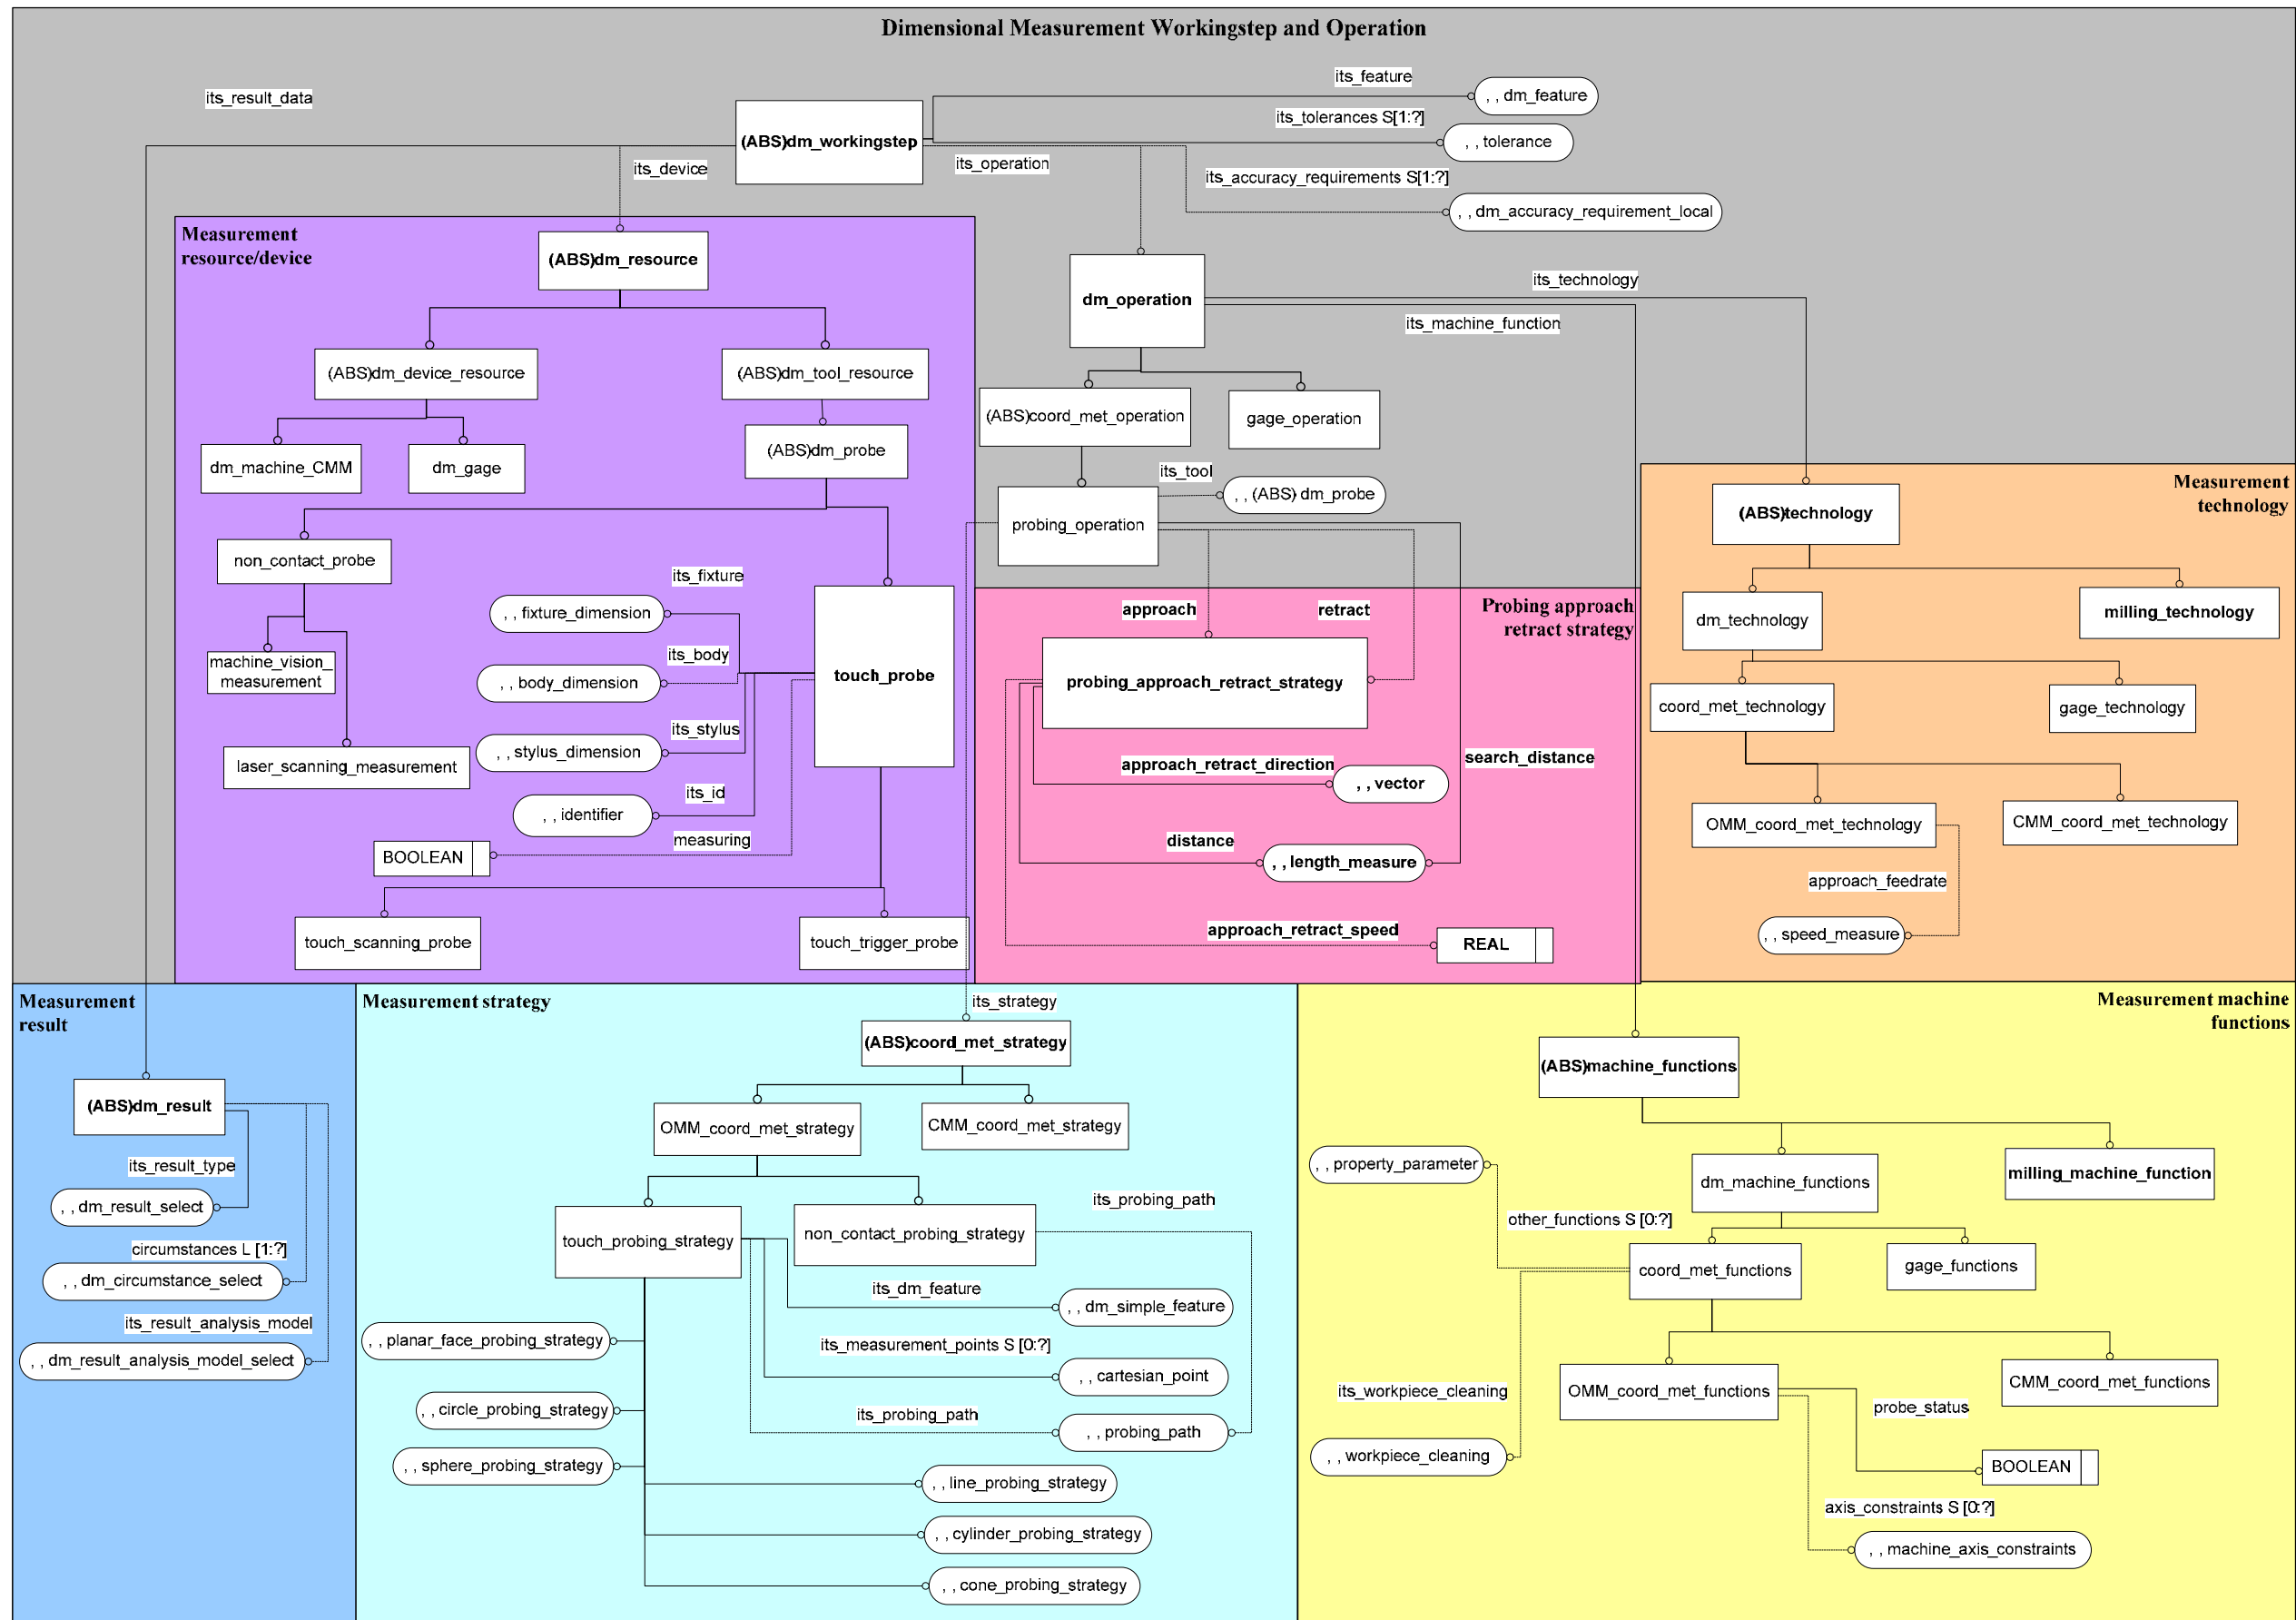 Dimensional Measurement Workingstep and Operation
its_result_data
its_feature
, , dm_feature
its_tolerances S[1:?]
, , tolerance
(ABS)dm_workingstep
its_device
its_operation
its_accuracy_requirements S[1:?]
, , dm_accuracy_requirement_local
Measurement
resource/device
(ABS)dm_resource
(ABS)dm_device_resource
(ABS)dm_tool_resource
dm_machine_CMM
dm_gage
(ABS)dm_probe
non_contact_probe
machine_vision_
measurement
laser_scanning_measurement
its_fixture
, , fixture_dimension
its_body
, , body_dimension
its_stylus
, , stylus_dimension
its_id
, , identifier
measuring
BOOLEAN
touch_probe
touch_scanning_probe
touch_trigger_probe
dm_operation
its_technology
its_machine_function
(ABS)coord_met_operation
gage_operation
its_tool
, , (ABS) dm_probe
probing_operation
Probing approach
retract strategy
approach
retract
probing_approach_retract_strategy
approach_retract_direction
, , vector
search_distance
distance
, , length_measure
approach_retract_speed
REAL
Measurement
technology
(ABS)technology
dm_technology
milling_technology
coord_met_technology
gage_technology
OMM_coord_met_technology
CMM_coord_met_technology
approach_feedrate
, , speed_measure
Measurement
result
(ABS)dm_result
its_result_type
, , dm_result_select
circumstances L [1:?]
, , dm_circumstance_select
its_result_analysis_model
, , dm_result_analysis_model_select
Measurement strategy
its_strategy
(ABS)coord_met_strategy
OMM_coord_met_strategy
CMM_coord_met_strategy
touch_probing_strategy
non_contact_probing_strategy
its_probing_path
its_dm_feature
, , dm_simple_feature
, , planar_face_probing_strategy
its_measurement_points S [0:?]
, , cartesian_point
, , circle_probing_strategy
its_probing_path
, , probing_path
, , sphere_probing_strategy
, , line_probing_strategy
, , cylinder_probing_strategy
, , cone_probing_strategy
Measurement machine
functions
(ABS)machine_functions
, , property_parameter
dm_machine_functions
milling_machine_function
other_functions S [0:?]
coord_met_functions
gage_functions
its_workpiece_cleaning
OMM_coord_met_functions
CMM_coord_met_functions
probe_status
, , workpiece_cleaning
BOOLEAN
axis_constraints S [0:?]
, , machine_axis_constraints